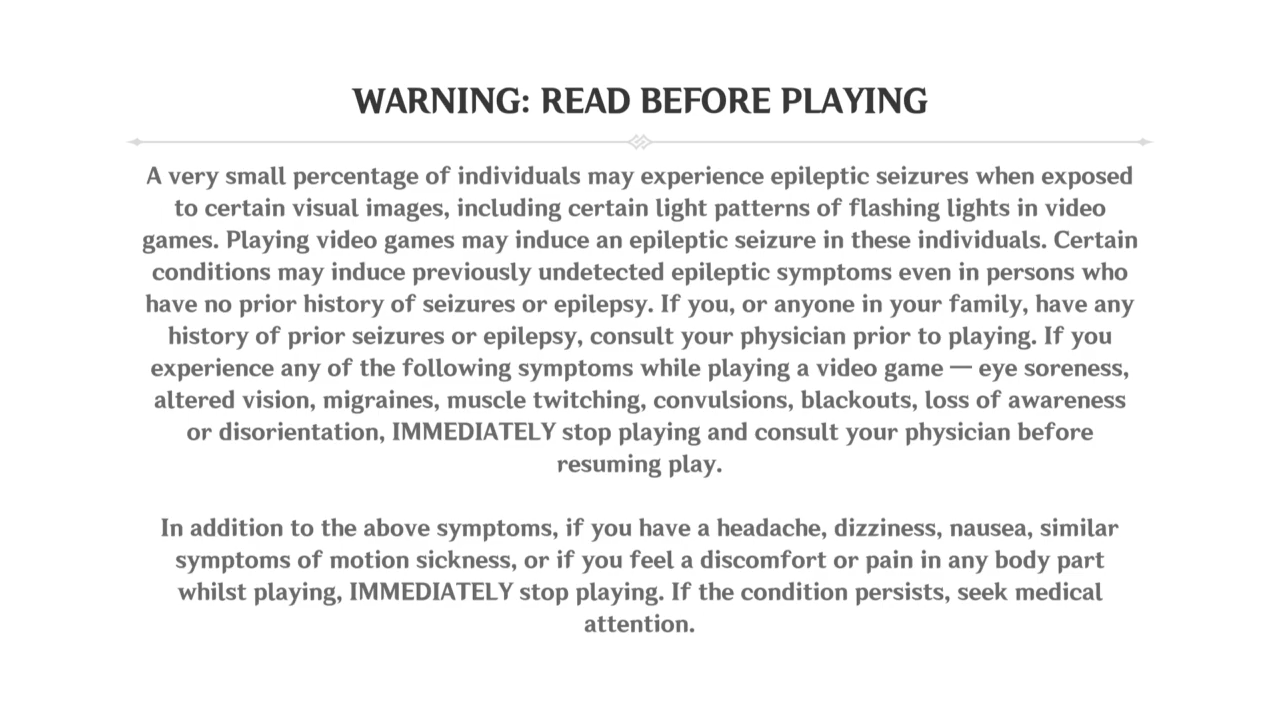 WARNING: READ BEFORE PLAYING
A very small percentage of individuals may experience epileptic seizures when exposed
to certain visual images, including certain light patterns of flashing lights in video
games. Playing video games may induce an epileptic seizure in these individuals. Certain
conditions may induce previously undetected epileptic symptoms even in persons who
have no prior history of seizures or epilepsy. If you, or anyone in your family, have any
history of prior seizures or epilepsy, consult your physician prior to playing. If you
experience any of the following symptoms while playing a video game — eye soreness,
altered vision, migraines, muscle twitching, convulsions, blackouts, loss of awareness
or disorientation, IMMEDIATELY stop playing and consult your physician before
resuming play.
In addition to the above symptoms, if you have a headache, dizziness, nausea, similar
symptoms of motion sickness, or if you feel a discomfort or pain in any body part
whilst playing, IMMEDIATELY stop playing. If the condition persists, seek medical
attention.